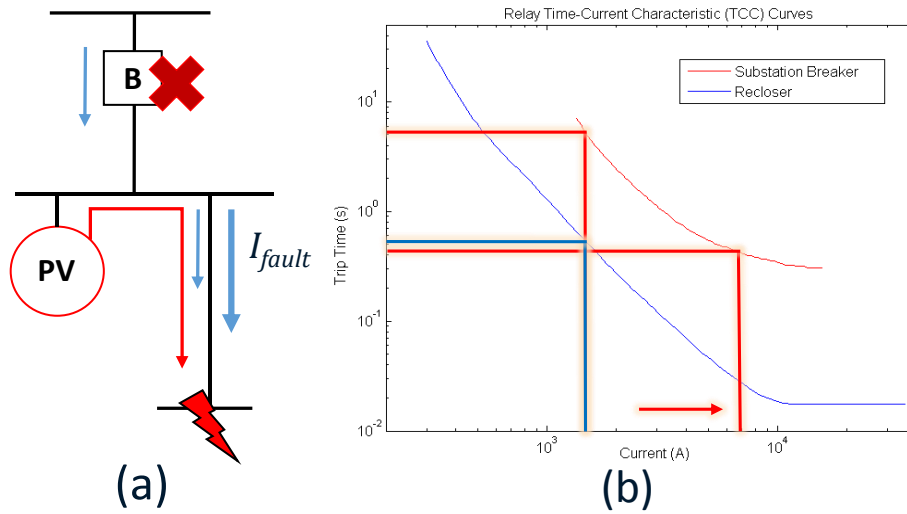 B
PV
I_fault
(a)
Relay Time-Current Characteristic (TCC) Curves
Substation Breaker
Recloser
Trip Time (s)
10^1
10^0
10^-1
10^-2
10^3
10^4
Current (A)
(b)